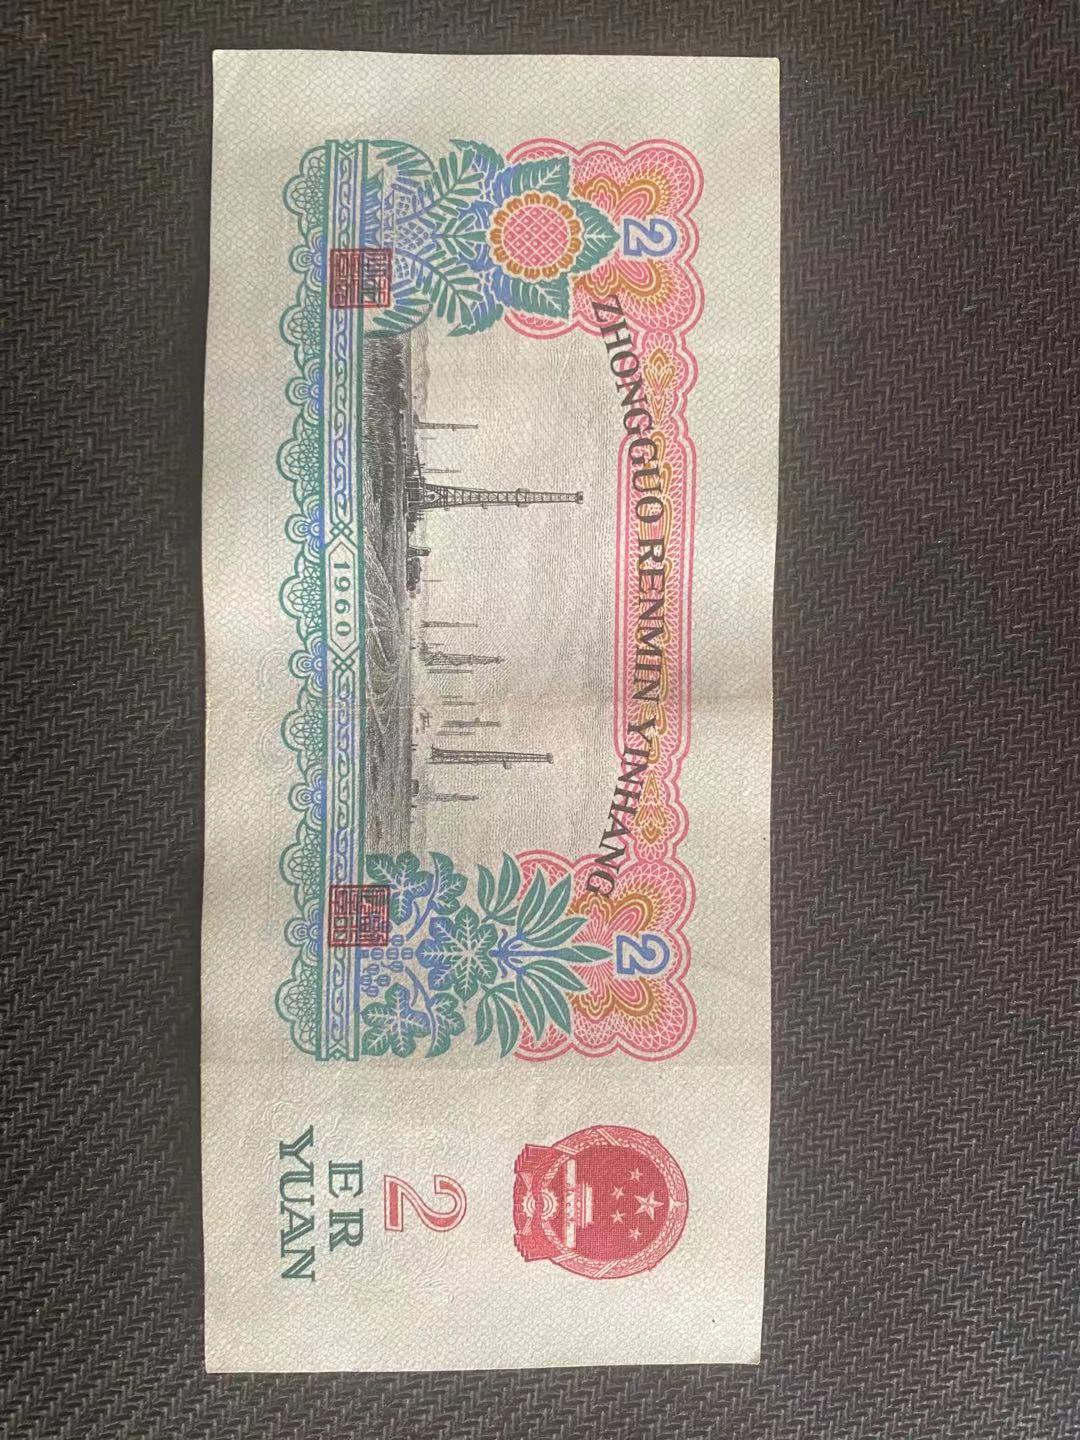 ZHONGGUO RENMIN YINHANG
2
2
1960
2
ER
YUAN